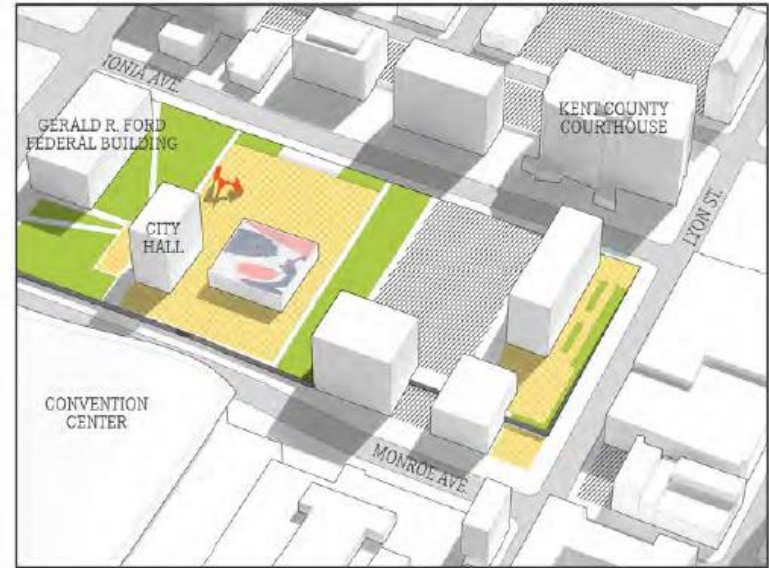 IONIA AVE.
GERALD R. FORD
FEDERAL BUILDING
KENT COUNTY
COURTHOUSE
CITY
HALL
LYON ST.
CONVENTION
CENTER
MONROE AVE.